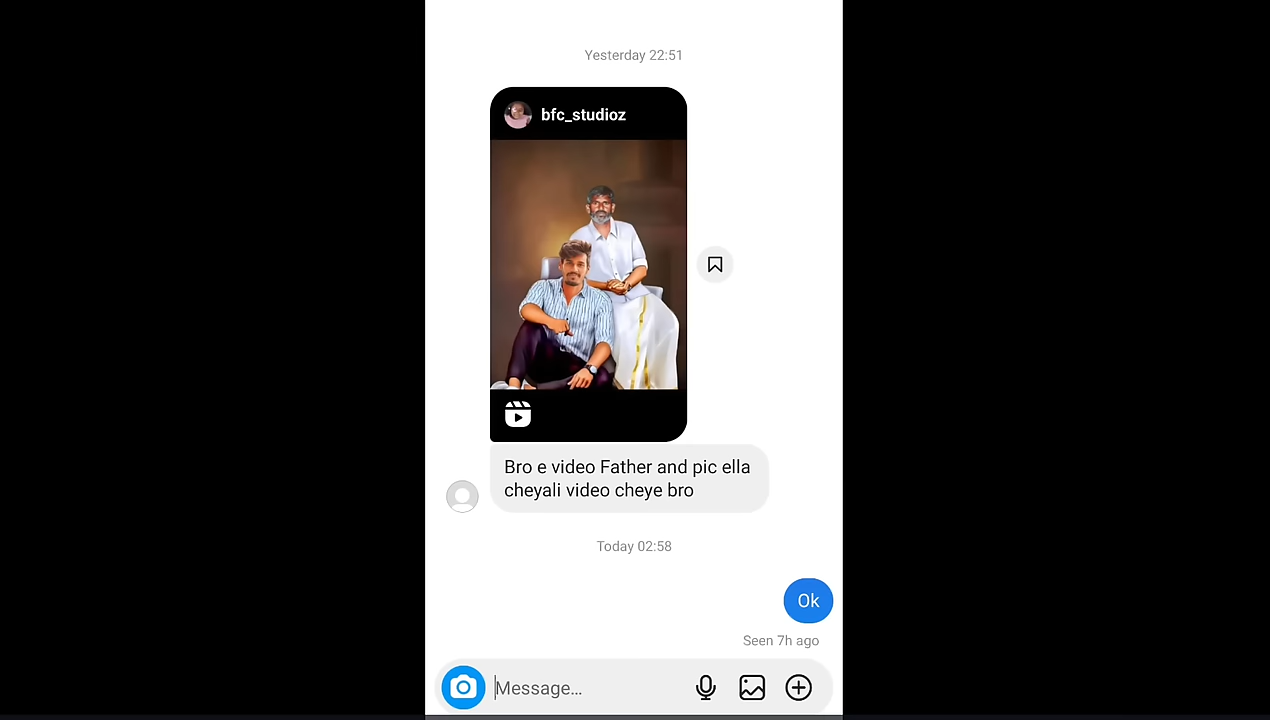 Yesterday 22:51
bfc_studioz
Bro e video Father and pic ella
cheyali video cheye bro
Today 02:58
Ok
Seen 7h ago
Message...